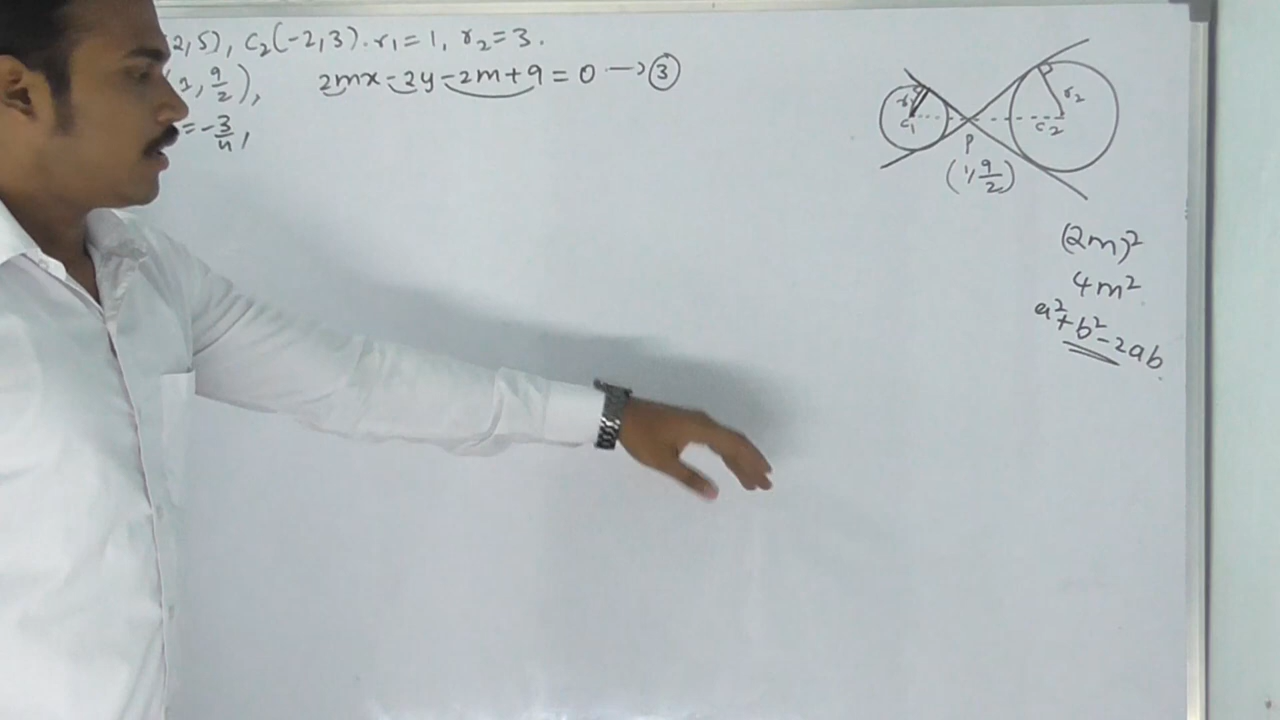 2,5), C₂(-2,3). r₁=1, r₂=3.
, 9/2), 2mx-2y-2m+9=0 → ③
= -3/4,
r₁
C₁
r₂
C₂
P
(1, 9/2)
(2m)²
4m²
a²+b²-2ab.